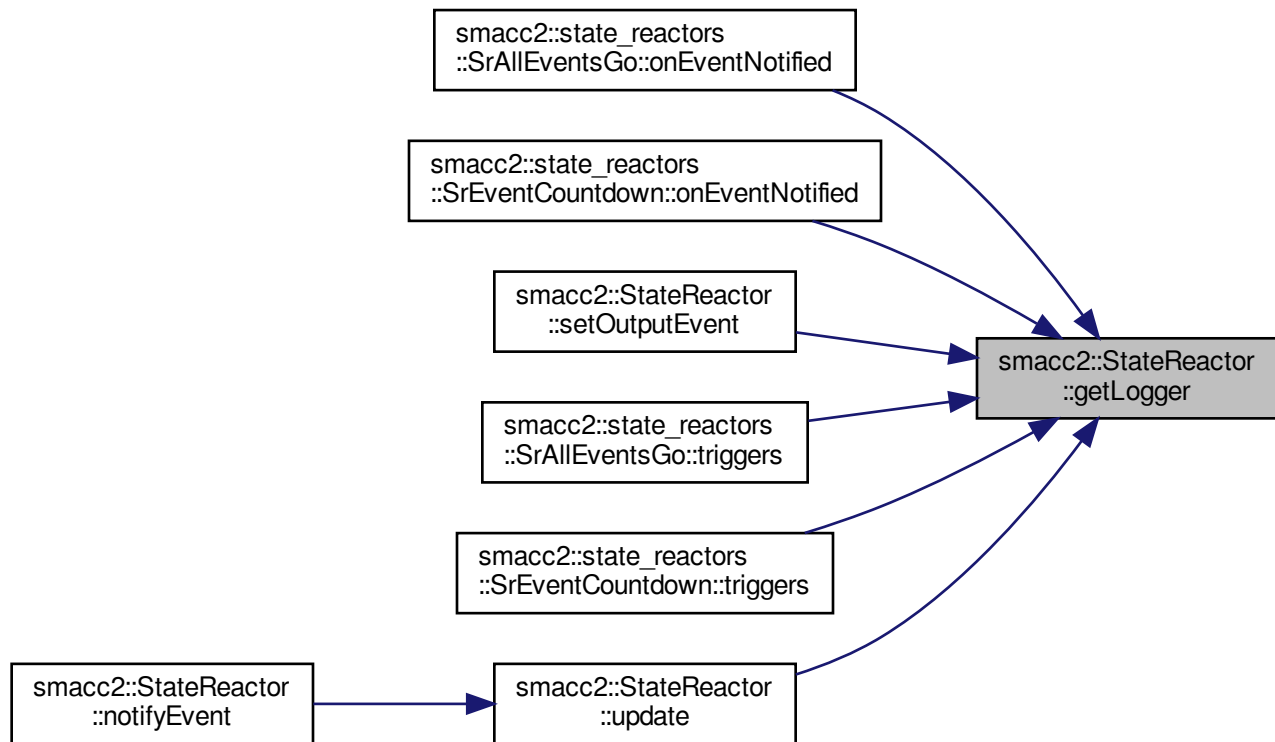 smacc2::state_reactors
::SrAllEventsGo::onEventNotified
smacc2::state_reactors
::SrEventCountdown::onEventNotified
smacc2::StateReactor
::setOutputEvent
smacc2::StateReactor
::getLogger
smacc2::state_reactors
::SrAllEventsGo::triggers
smacc2::state_reactors
::SrEventCountdown::triggers
smacc2::StateReactor
::notifyEvent
smacc2::StateReactor
::update